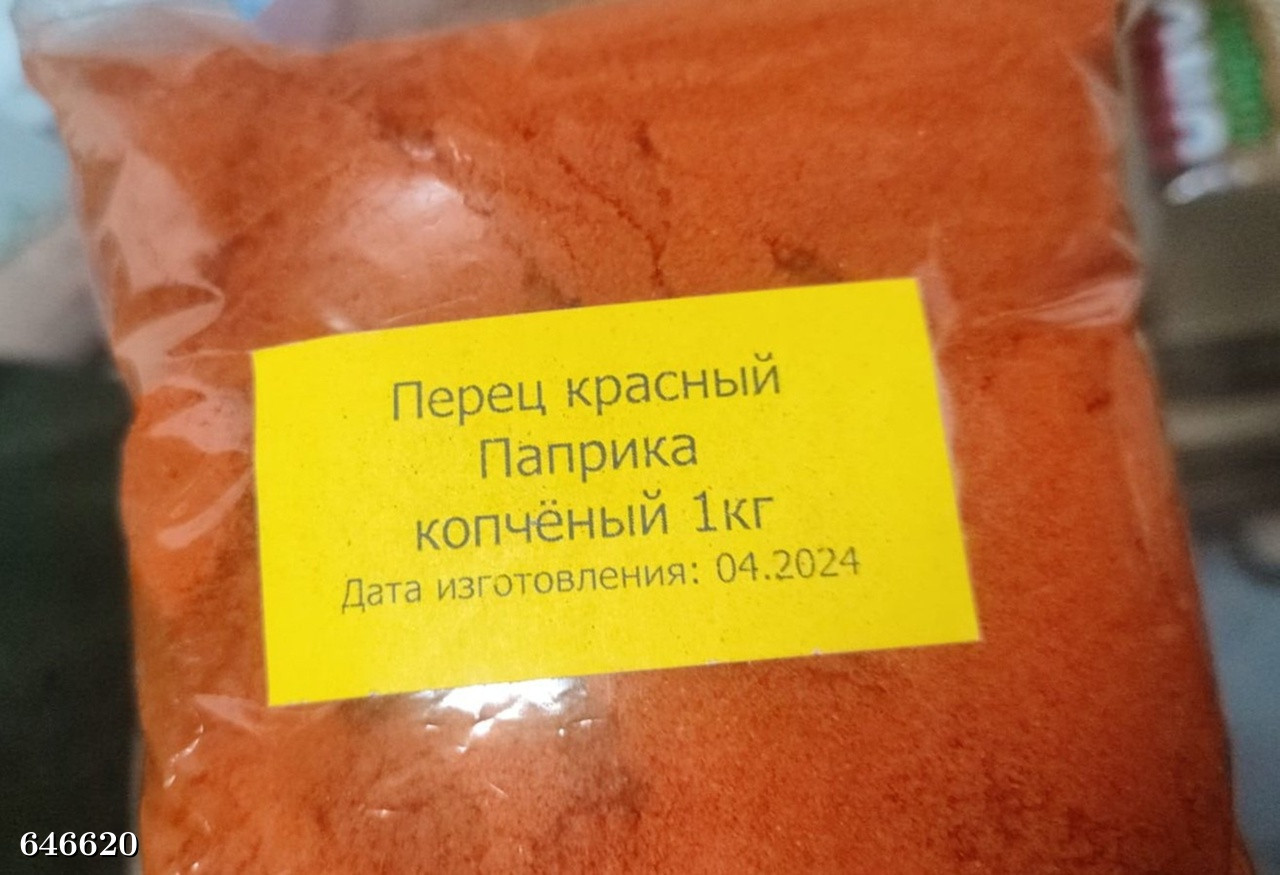 Перец красный
Паприка
копчёный 1кг
Дата изготовления: 04.2024
646620